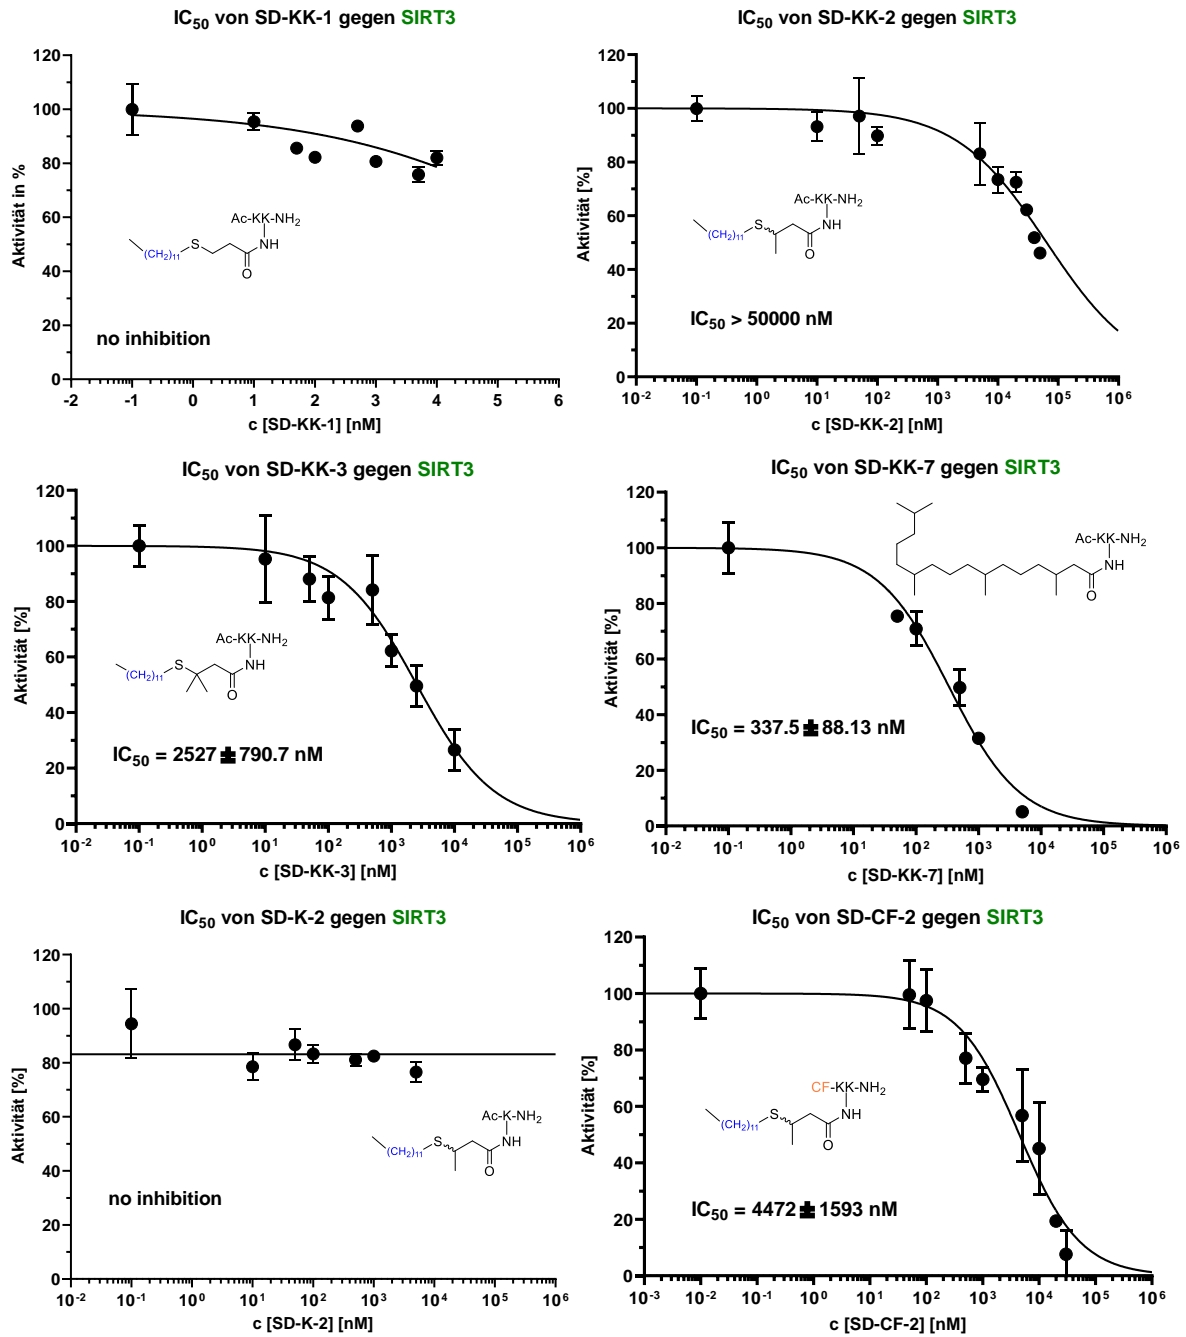 IC50 von SD-KK-1 gegen SIRT3
120
100
80
60
40
20
0
Aktivität in %
Ac-KK-NH2
S
NH
(CH2)11
O
no inhibition
-2 -1 0 1 2 3 4 5 6
c [SD-KK-1] [nM]
IC50 von SD-KK-2 gegen SIRT3
120
100
80
60
40
20
0
Aktivität [%]
Ac-KK-NH2
S
NH
(CH2)11
O
IC50 > 50000 nM
10-2 10-1 100 101 102 103 104 105 106
c [SD-KK-2] [nM]
IC50 von SD-KK-3 gegen SIRT3
120
100
80
60
40
20
0
Aktivität [%]
Ac-KK-NH2
S
NH
(CH2)11
O
IC50 = 2527 ± 790.7 nM
10-2 10-1 100 101 102 103 104 105 106
c [SD-KK-3] [nM]
IC50 von SD-KK-7 gegen SIRT3
120
100
80
60
40
20
0
Aktivität [%]
Ac-KK-NH2
NH
O
IC50 = 337.5 ± 88.13 nM
10-2 10-1 100 101 102 103 104 105 106
c [SD-KK-7] [nM]
IC50 von SD-K-2 gegen SIRT3
120
100
80
60
40
20
0
Aktivität [%]
Ac-K-NH2
S
NH
(CH2)11
O
no inhibition
10-2 10-1 100 101 102 103 104 105 106
c [SD-K-2] [nM]
IC50 von SD-CF-2 gegen SIRT3
120
100
80
60
40
20
0
Aktivität [%]
CF-KK-NH2
S
NH
(CH2)11
O
IC50 = 4472 ± 1593 nM
10-3 10-2 10-1 100 101 102 103 104 105 106
c [SD-CF-2] [nM]